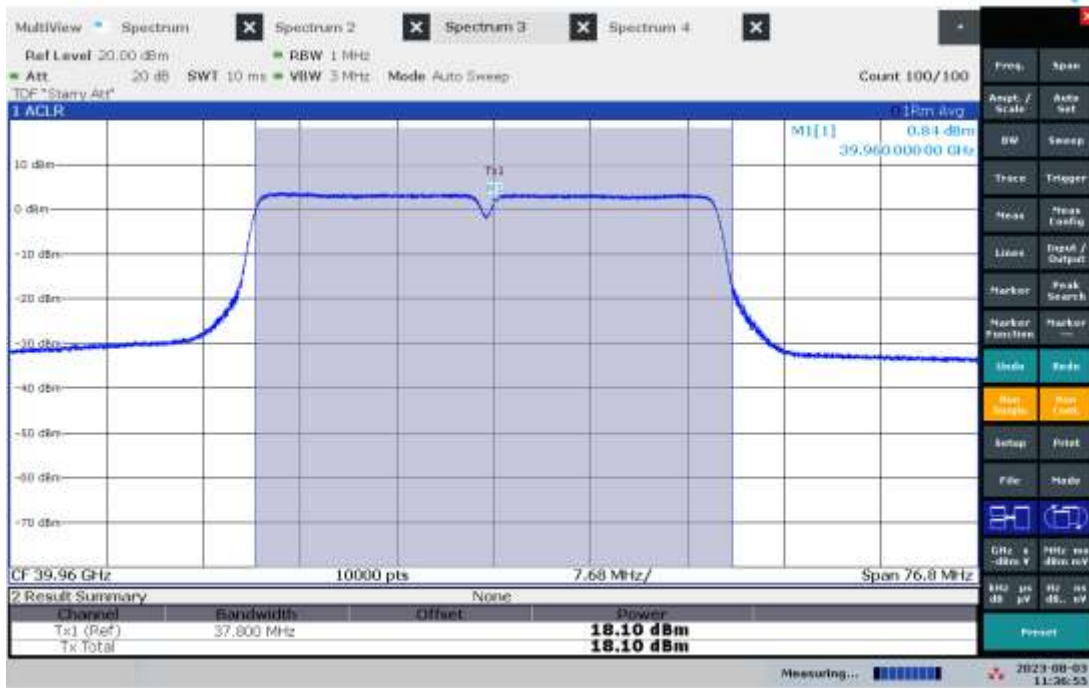 MultiView Spectrum X Spectrum 2 X Spectrum 3 X Spectrum 4 X
Ref Level 20.00 dBm RBW 1 MHz
Att 20 dB SWT 10 ms VBW 3 MHz Mode Auto Sweep Count 100/100
TDF "Starry Att"
1 ACLR 1Rm Avg
M1[1] 0.84 dBm
39.96000000 GHz
Tx1
10 dBm
0 dBm
-10 dBm
-20 dBm
-30 dBm
-40 dBm
-50 dBm
-60 dBm
-70 dBm
CF 39.96 GHz 10000 pts 7.68 MHz/ Span 76.8 MHz
2 Result Summary None
Channel Bandwidth Offset Power
Tx1 (Ref) 37.800 MHz 18.10 dBm
Tx Total 18.10 dBm
Measuring... 2023-08-03
11:36:55
Freq. Span
Ampt. / Scale Auto Set
BW Sweep
Trace Trigger
Meas Meas Config
Lines Input / Output
Marker Peak Search
Marker Function Marker
Undo Redo
Run Single Run Cont
Setup Print
File Mode
Preset